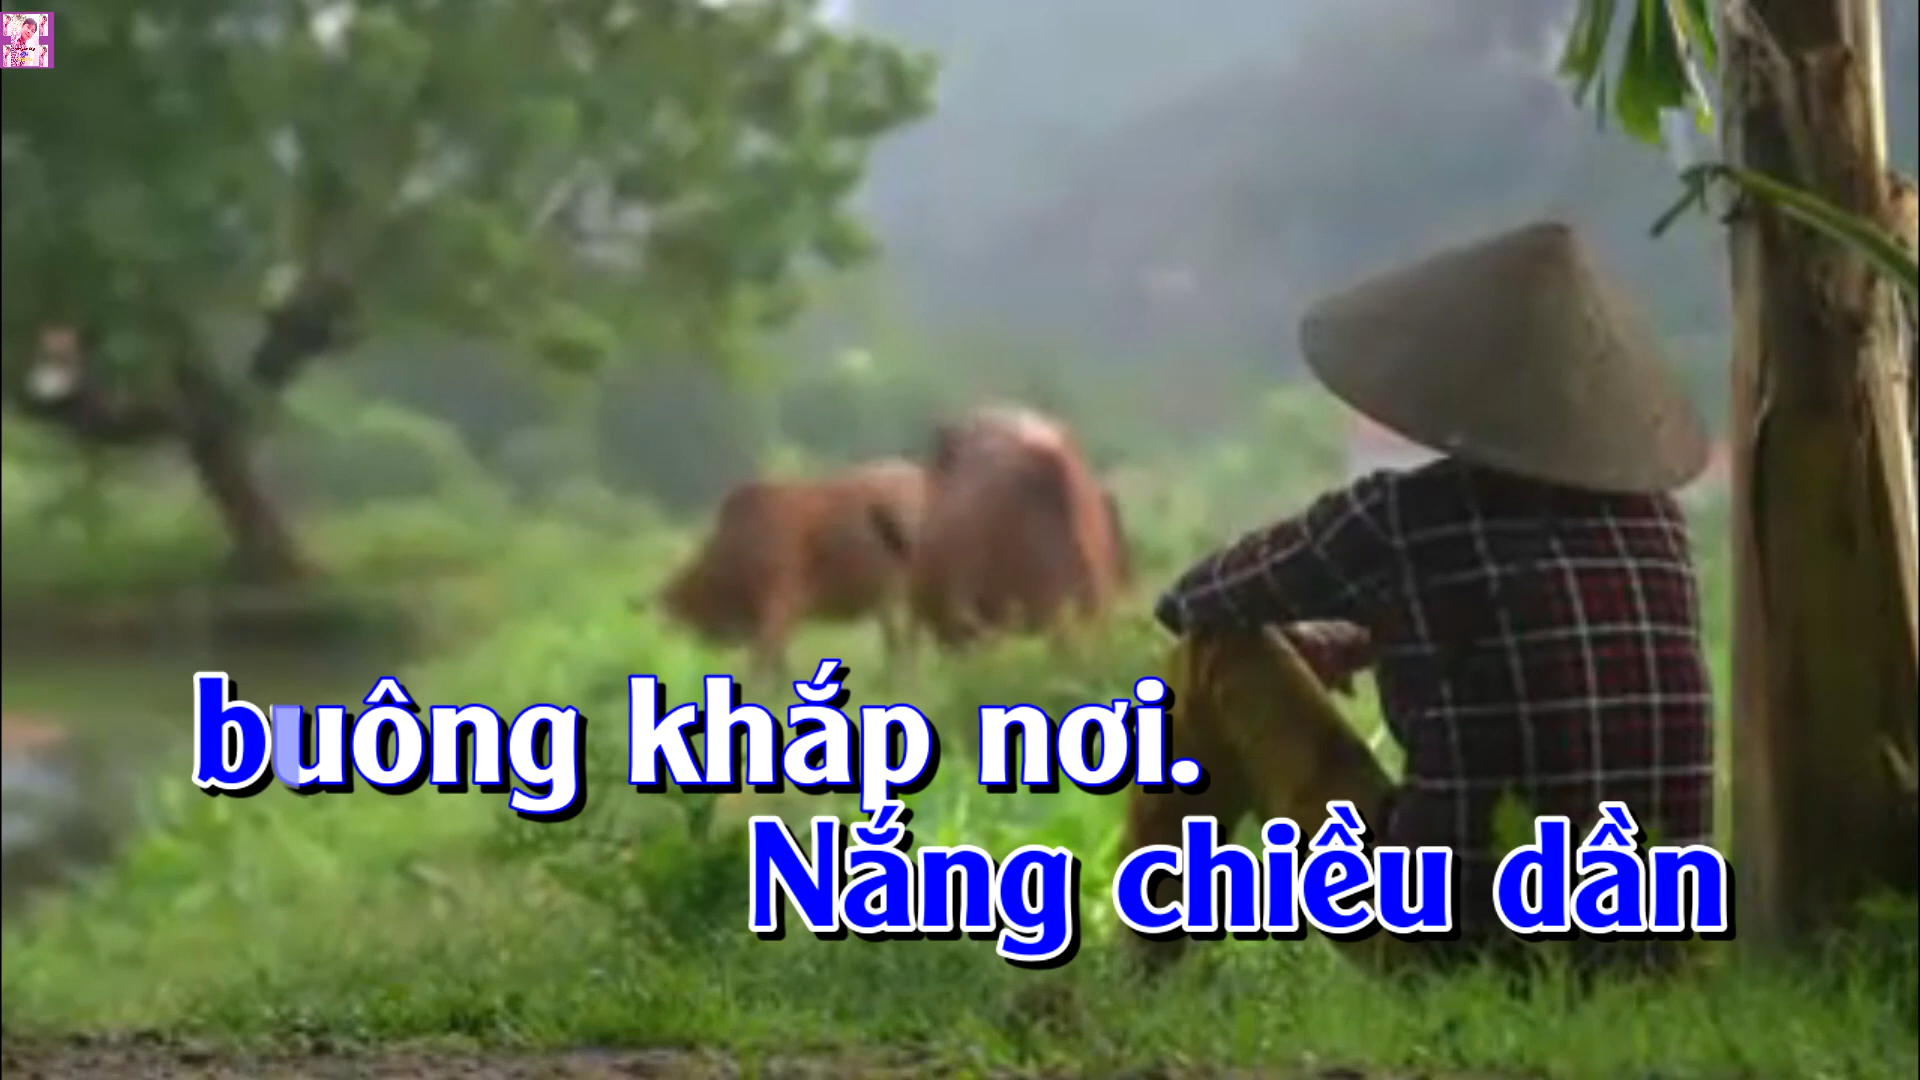 buông khắp nơi.
Nắng chiều dần